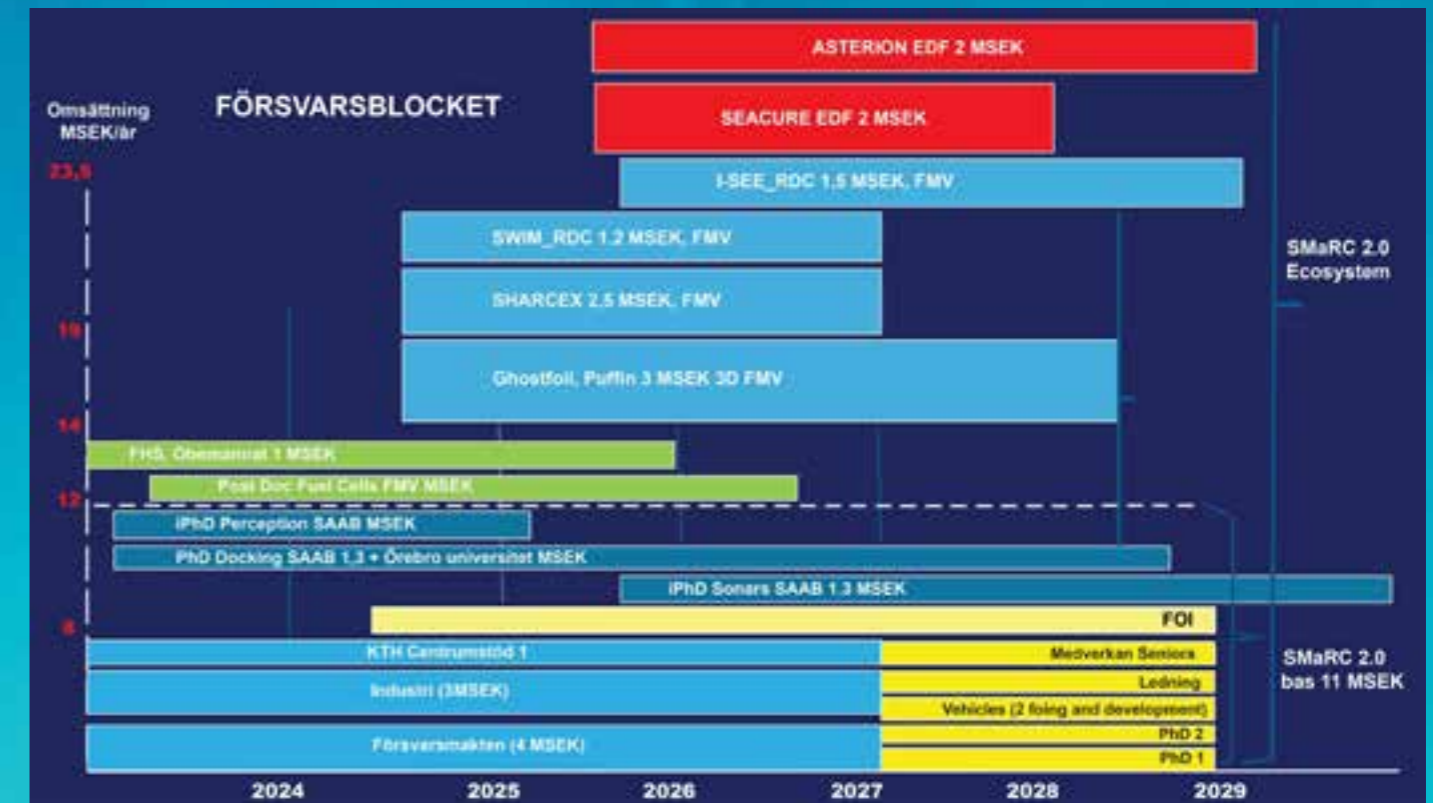 ASTERION EDF 2 MSEK
Omsättning
MSEK/år
FÖRSVARSBLOCKET
SEACURE EDF 2 MSEK
23,5
I-SEE_RDC 1,5 MSEK, FMV
SWIM_RDC 1.2 MSEK, FMV
SMaRC 2.0
Ecosystem
SHARCEX 2,5 MSEK, FMV
19
Ghostfoil, Puffin 3 MSEK 3D FMV
14
FHS, Obemannat 1 MSEK
Post Doc Fuel Cells FMV MSEK
12
iPhD Perception SAAB MSEK
PhD Docking SAAB 1,3 + Örebro universitet MSEK
iPhD Sonars SAAB 1.3 MSEK
FOI
8
KTH Centrumstöd 1
Medverkan Seniors
Industri (3MSEK)
Ledning
SMaRC 2.0
bas 11 MSEK
Vehicles (2 foing and development)
Försvarsmakten (4 MSEK)
PhD 2
PhD 1
2024
2025
2026
2027
2028
2029